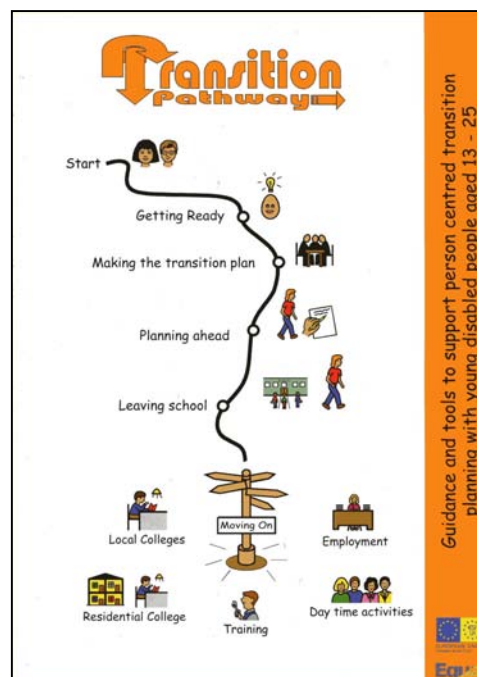 Transition
Pathway
Start
Getting Ready
Making the transition plan
Planning ahead
Leaving school
Moving On
Local Colleges
Employment
Residential College
Training
Day time activities
Guidance and tools to support person centred transition
planning with young disabled people aged 13 - 25